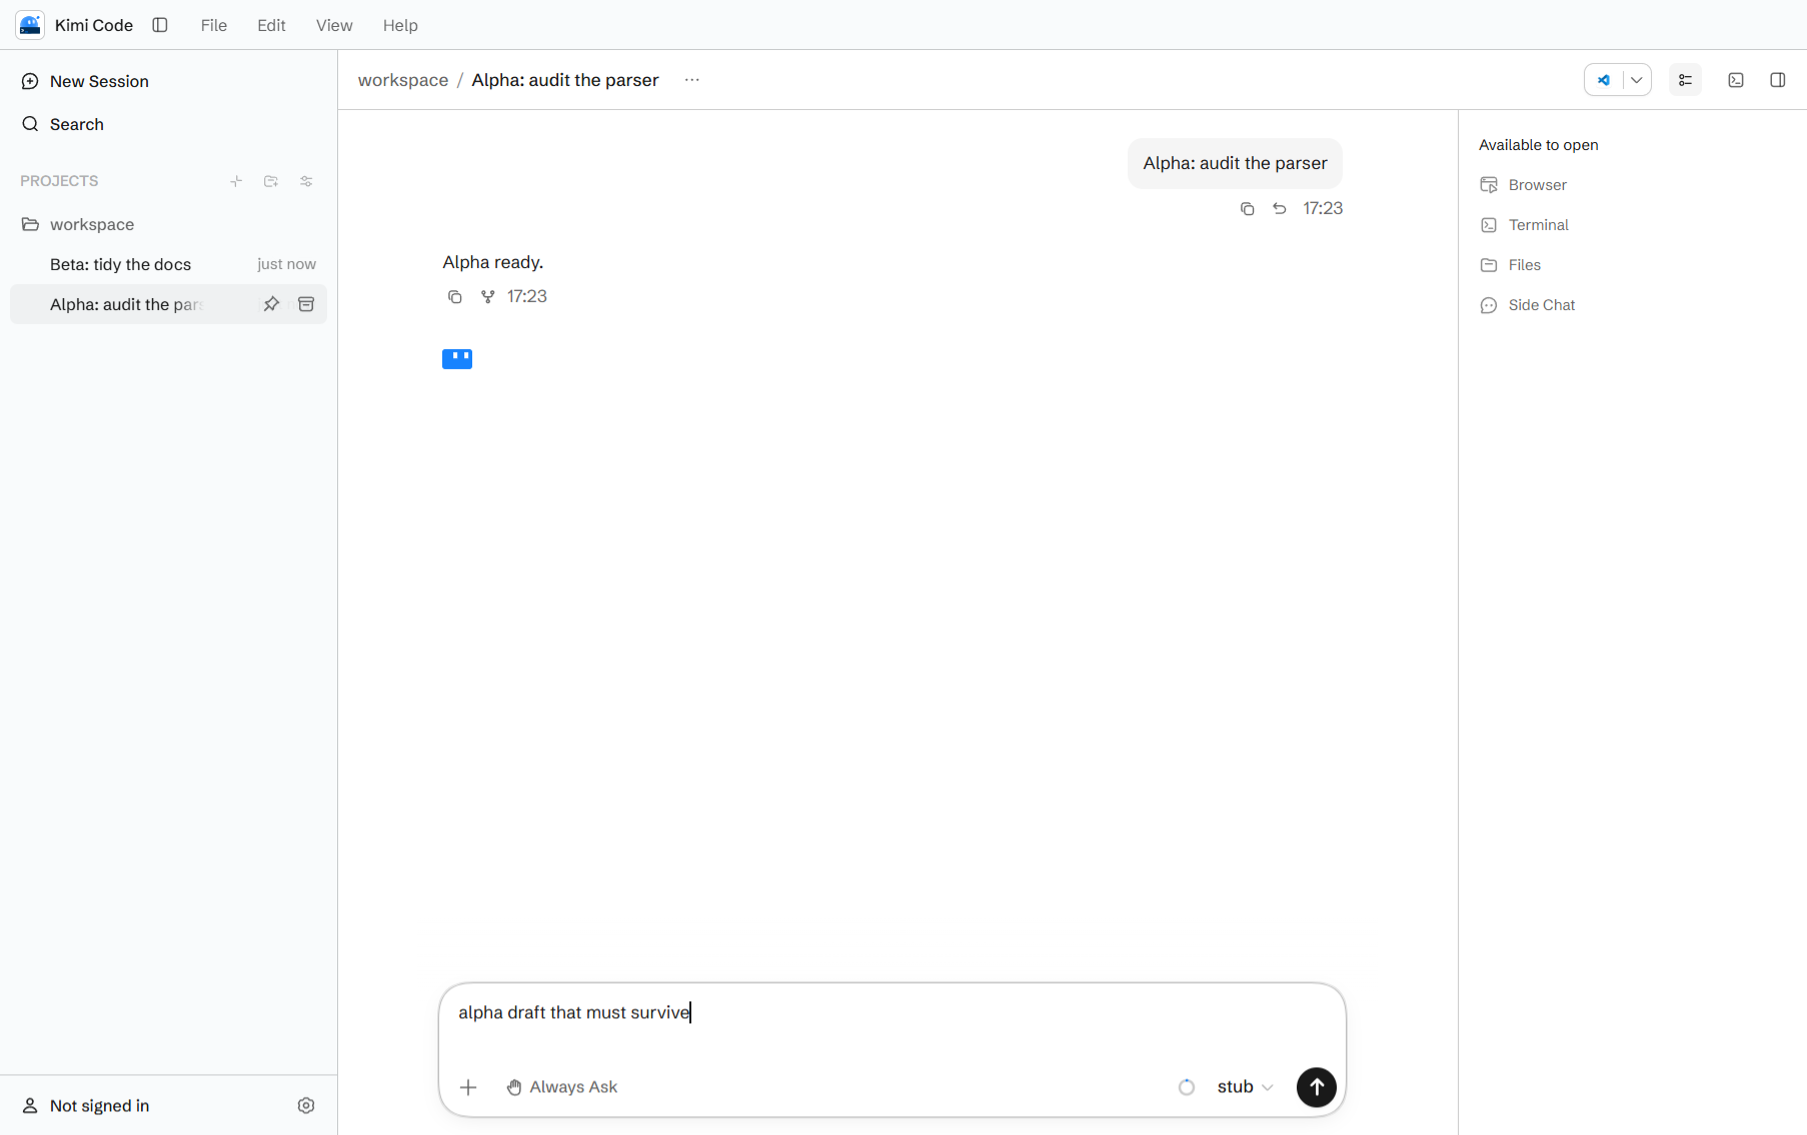 Kimi Code File Edit View Help
New Session
Search
PROJECTS
workspace
Beta: tidy the docs just now
Alpha: audit the pars
Not signed in
workspace / Alpha: audit the parser ···
Alpha: audit the parser
17:23
Alpha ready.
17:23
alpha draft that must survive
Always Ask stub
Available to open
Browser
Terminal
Files
Side Chat